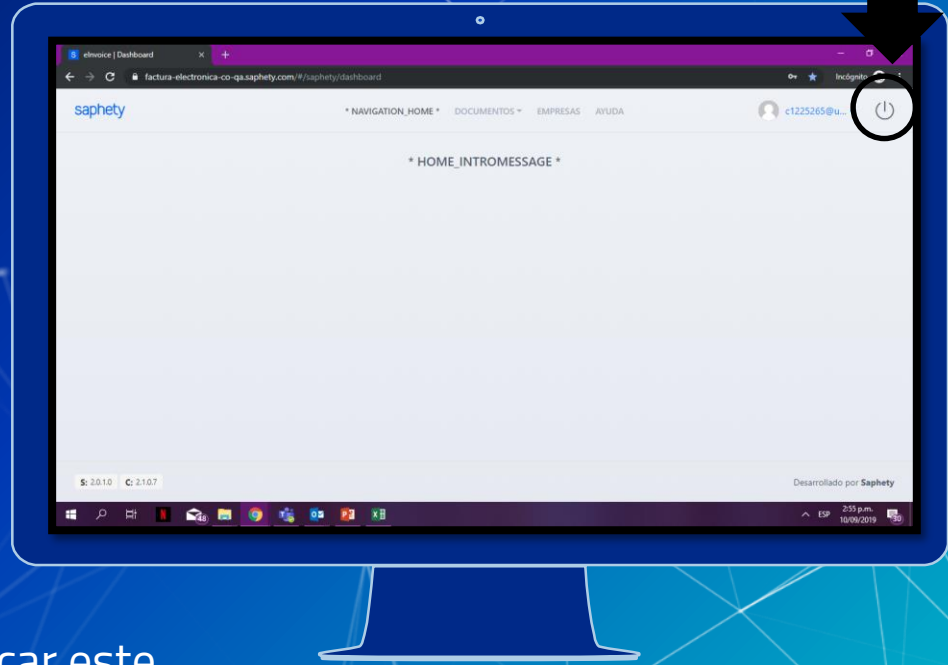 eInvoice | Dashboard
factura-electronica-co-qa.saphety.com/#/saphety/dashboard
Incógnito
saphety
* NAVIGATION_HOME * DOCUMENTOS EMPRESAS AYUDA
c1225265@u...
* HOME_INTROMESSAGE *
S: 2.0.1.0 C: 2.1.0.7
Desarrollado por Saphety
48
ESP
2:55 p.m.
10/09/2019
30
este